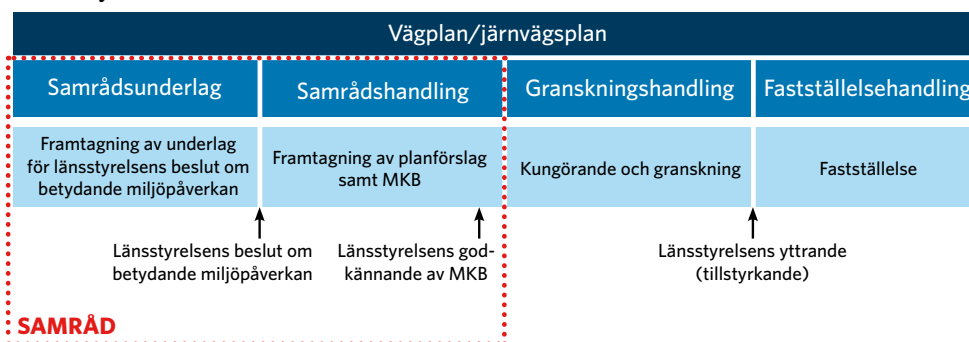 Vägplan/järnvägsplan
Samrådsunderlag
Samrådshandling
Granskningshandling
Fastställelsehandling
Framtagning av underlag
för länsstyrelsens beslut om
betydande miljöpåverkan
Framtagning av planförslag
samt MKB
Kungörande och granskning
Fastställelse
Länsstyrelsens beslut om
betydande miljöpåverkan
Länsstyrelsens god-
kännande av MKB
Länsstyrelsens yttrande
(tillstyrkande)
SAMRÅD